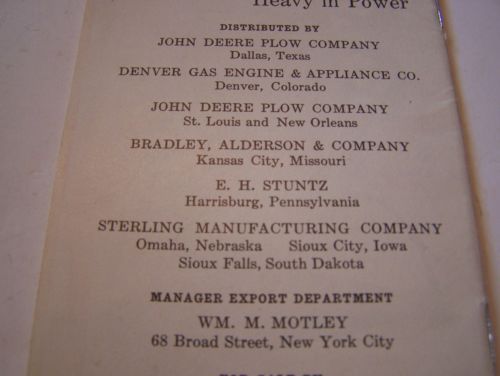 Heavy in Power
DISTRIBUTED BY
JOHN DEERE PLOW COMPANY
Dallas, Texas
DENVER GAS ENGINE & APPLIANCE CO.
Denver, Colorado
JOHN DEERE PLOW COMPANY
St. Louis and New Orleans
BRADLEY, ALDERSON & COMPANY
Kansas City, Missouri
E. H. STUNTZ
Harrisburg, Pennsylvania
STERLING MANUFACTURING COMPANY
Omaha, Nebraska Sioux City, Iowa
Sioux Falls, South Dakota
MANAGER EXPORT DEPARTMENT
WM. M. MOTLEY
68 Broad Street, New York City